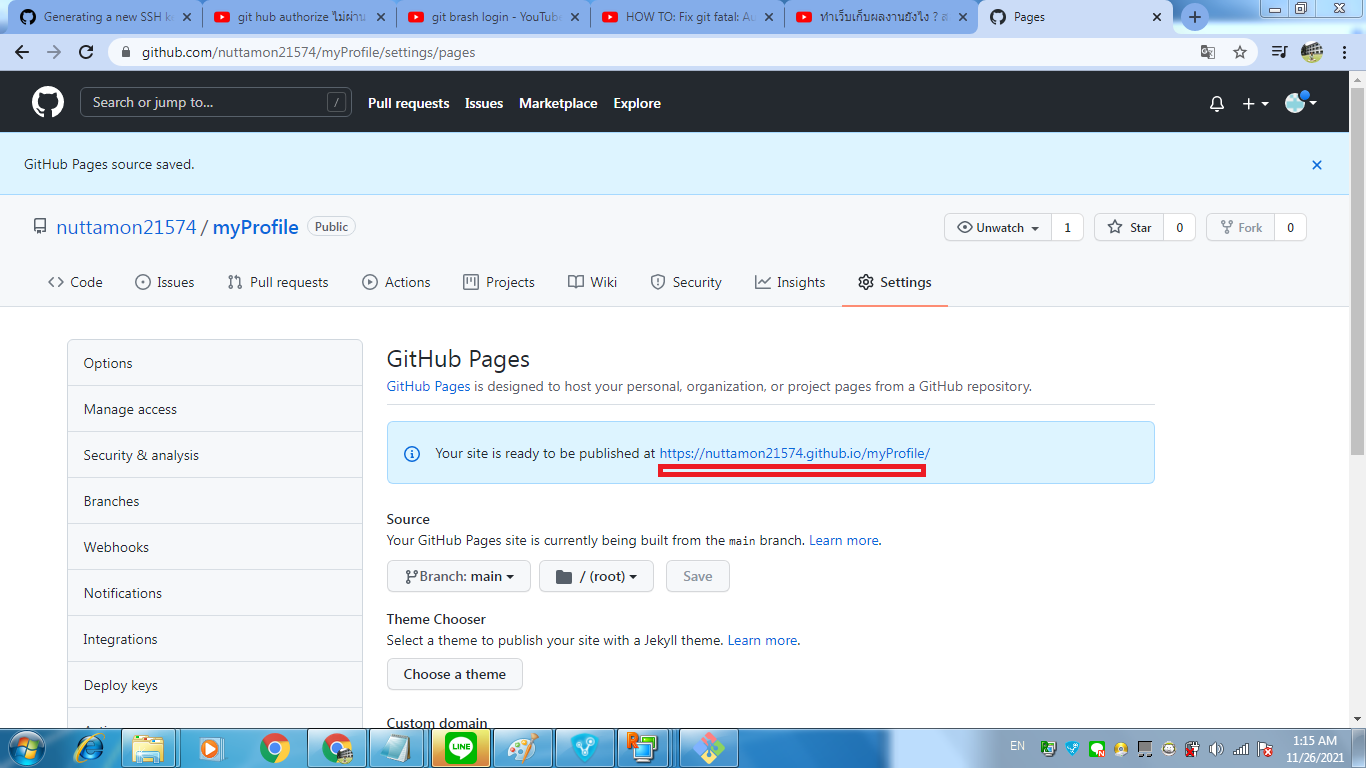 Generating a new SSH k
git hub authorize ไม่ผ่าน
git brash login - YouTube
HOW TO: Fix git fatal: Au
ทำเว็บเก็บผลงานยังไง ? ส
Pages
github.com/nuttamon21574/myProfile/settings/pages
Search or jump to... /
Pull requests Issues Marketplace Explore
GitHub Pages source saved.
nuttamon21574 / myProfile Public
Unwatch 1 Star 0 Fork 0
Code Issues Pull requests Actions Projects Wiki Security Insights Settings
Options
Manage access
Security & analysis
Branches
Webhooks
Notifications
Integrations
Deploy keys
GitHub Pages
GitHub Pages is designed to host your personal, organization, or project pages from a GitHub repository.
Your site is ready to be published at https://nuttamon21574.github.io/myProfile/
Source
Your GitHub Pages site is currently being built from the main branch. Learn more.
Branch: main / (root) Save
Theme Chooser
Select a theme to publish your site with a Jekyll theme. Learn more.
Choose a theme
Custom domain
LINE
EN
1:15 AM
11/26/2021